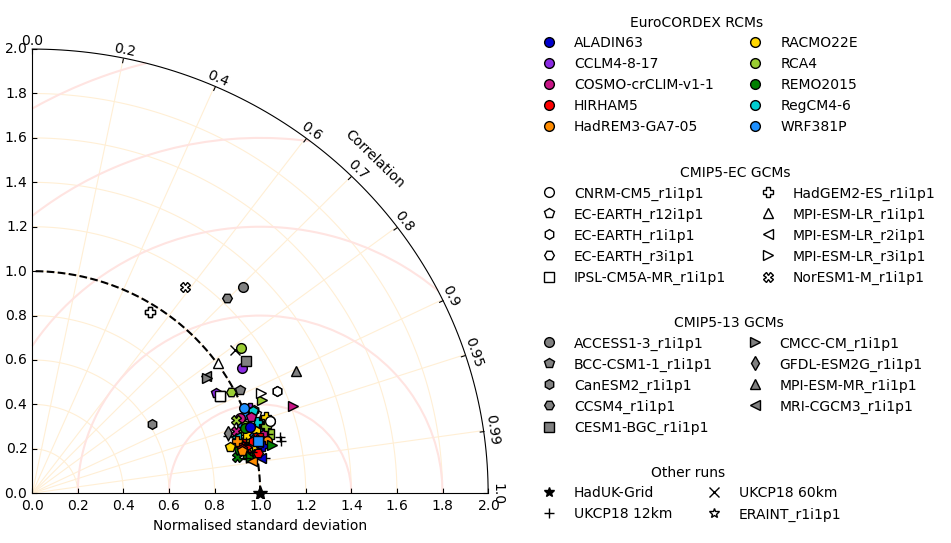 0.0
0.2
0.4
0.6
0.7
0.8
0.9
0.95
0.99
1.0
Correlation
2.0
1.8
1.6
1.4
1.2
1.0
0.8
0.6
0.4
0.2
0.0
0.0 0.2 0.4 0.6 0.8 1.0 1.2 1.4 1.6 1.8 2.0
Normalised standard deviation
EuroCORDEX RCMs
ALADIN63 RACMO22E
CCLM4-8-17 RCA4
COSMO-crCLIM-v1-1 REMO2015
HIRHAM5 RegCM4-6
HadREM3-GA7-05 WRF381P
CMIP5-EC GCMs
CNRM-CM5_r1i1p1 HadGEM2-ES_r1i1p1
EC-EARTH_r12i1p1 MPI-ESM-LR_r1i1p1
EC-EARTH_r1i1p1 MPI-ESM-LR_r2i1p1
EC-EARTH_r3i1p1 MPI-ESM-LR_r3i1p1
IPSL-CM5A-MR_r1i1p1 NorESM1-M_r1i1p1
CMIP5-13 GCMs
ACCESS1-3_r1i1p1 CMCC-CM_r1i1p1
BCC-CSM1-1_r1i1p1 GFDL-ESM2G_r1i1p1
CanESM2_r1i1p1 MPI-ESM-MR_r1i1p1
CCSM4_r1i1p1 MRI-CGCM3_r1i1p1
CESM1-BGC_r1i1p1
Other runs
HadUK-Grid UKCP18 60km
UKCP18 12km ERAINT_r1i1p1